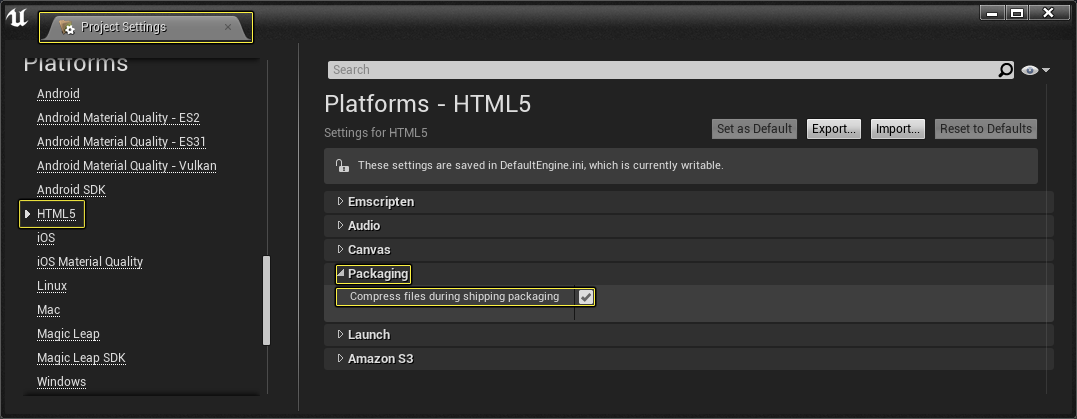 Project Settings
Platforms
Android
Android Material Quality - ES2
Android Material Quality - ES31
Android Material Quality - Vulkan
Android SDK
HTML5
iOS
iOS Material Quality
Linux
Mac
Magic Leap
Magic Leap SDK
Windows
Search
Platforms - HTML5
Settings for HTML5
Set as Default Export... Import... Reset to Defaults
These settings are saved in DefaultEngine.ini, which is currently writable.
Emscripten
Audio
Canvas
Packaging
Compress files during shipping packaging
Launch
Amazon S3